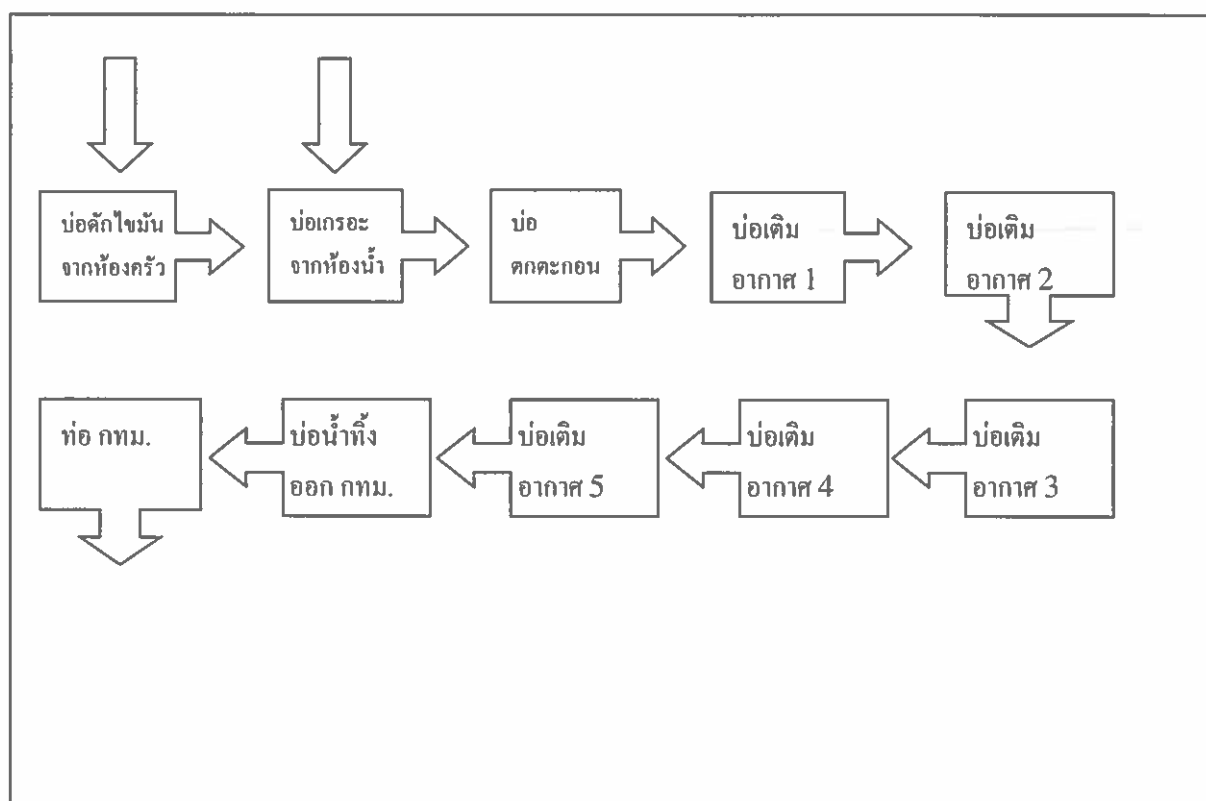 บ่อดักไขมัน
จากห้องครัว
บ่อเกรอะ
จากห้องน้ำ
บ่อ
ตกตะกอน
บ่อเติม
อากาศ 1
บ่อเติม
อากาศ 2
ท่อ กทม.
บ่อน้ำทิ้ง
ออก กทม.
บ่อเติม
อากาศ 5
บ่อเติม
อากาศ 4
บ่อเติม
อากาศ 3